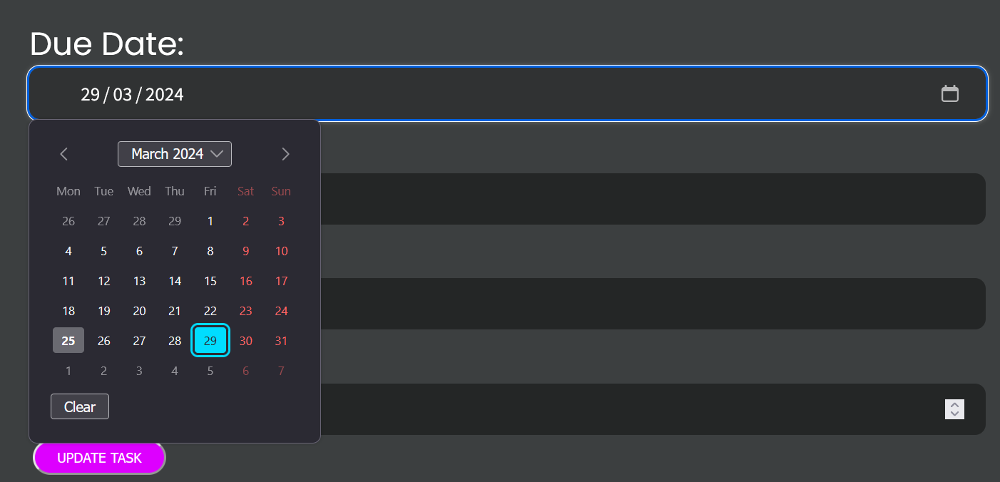 Due Date:
29 / 03 / 2024
March 2024
Mon Tue Wed Thu Fri Sat Sun
26 27 28 29 1 2 3
4 5 6 7 8 9 10
11 12 13 14 15 16 17
18 19 20 21 22 23 24
25 26 27 28 29 30 31
1 2 3 4 5 6 7
Clear
UPDATE TASK